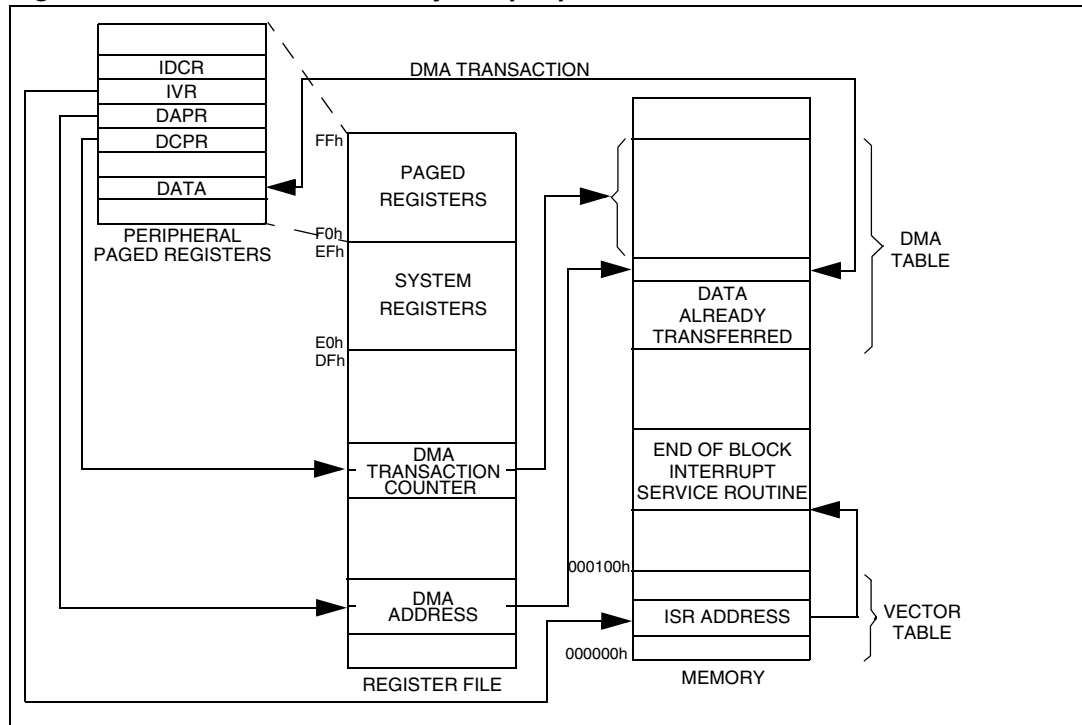 IDCR
IVR
DAPR
DCPR
DATA
PERIPHERAL
PAGED REGISTERS
DMA TRANSACTION
FFh
PAGED
REGISTERS
F0h
EFh
SYSTEM
REGISTERS
E0h
DFh
DMA
TRANSACTION
COUNTER
DMA
ADDRESS
REGISTER FILE
DMA
TABLE
DATA
ALREADY
TRANSFERRED
END OF BLOCK
INTERRUPT
SERVICE ROUTINE
000100h
ISR ADDRESS
VECTOR
TABLE
000000h
MEMORY